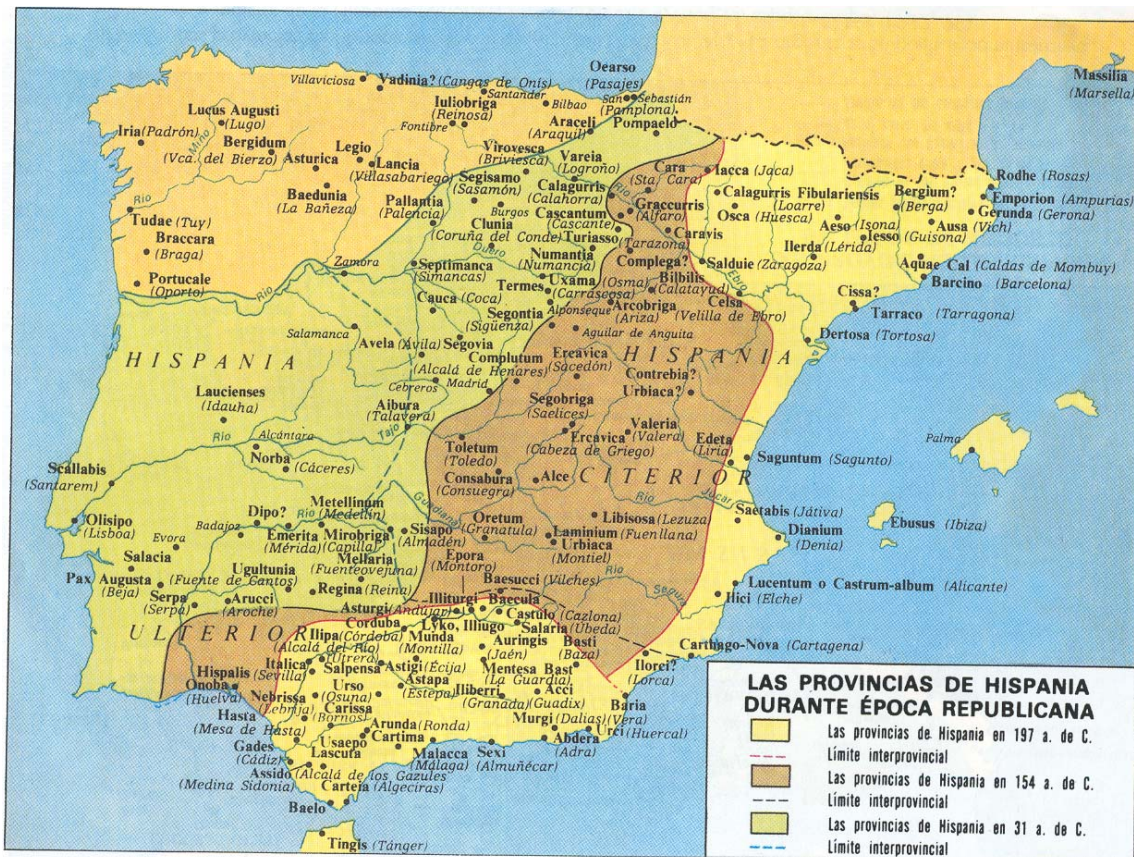 Massilia
(Marsella)
Oearso
(Pasajes)
San Sebastián
(Pamplona)
Pompaelo
Villaviciosa
Vadinia? (Cangas de Onís)
Santander
Bilbao
Iuliobriga
(Reinosa)
Fontibre
Araceli
(Araquil)
Lucus Augusti
(Lugo)
Iria (Padrón)
Miño
Bergidum
(Vca. del Bierzo)
Asturica
Legio
Lancia
(Villasabariego)
Baedunia
(La Bañeza)
Virovesca
(Briviesca)
Vareia
(Logroño)
Segisamo
(Sasamón)
Calagurris
(Calahorra)
Pallantia
(Palencia)
Burgos
Cascantum
(Cascante)
Graccurris
(Alfaro)
Cara
(Sta. Cara)
Río
Iacca (Jaca)
Calagurris Fibulariensis
(Loarre)
Bergium?
(Berga)
Rodhe (Rosas)
Emporion (Ampurias)
Gerunda (Gerona)
Osca (Huesca)
Aeso (Isona)
Iesso (Guisona)
Ausa (Vich)
Río
Tudae (Tuy)
Braccara
(Braga)
Portucale
(Oporto)
Clunia
(Coruña del Conde)
Turiasso
(Tarazona)
Caravis
Duero
Numantia
(Numancia)
Complega?
Salduie (Zaragoza)
Ilerda (Lérida)
Aquae Cal (Caldas de Mombuy)
Barcino (Barcelona)
Zamora
Septimanca
(Simancas)
Uxama (Osma)
Termes (Carrascosa)
Bilbilis
(Calatayud)
Ebro
Celsa
(Velilla de Ebro)
Cissa?
Tarraco (Tarragona)
Río
Cauca (Coca)
Segontia
(Sigüenza)
Alponseque
Arcobriga
(Ariza)
Aguilar de Anguita
Dertosa (Tortosa)
Salamanca
Avela (Ávila)
Segovia
Complutum
(Alcalá de Henares)
Ercavica
(Sacedón)
HISPANIA
HISPANIA
Contrebia?
Urbiaca?
Cebreros
Madrid
Laucienses
(Idauha)
Aibura
(Talavera)
Segobriga
(Saelices)
Valeria
(Valera)
Ercavica
(Cabeza de Griego)
Edeta
(Liria)
Palma
Río
Alcántara
Tajo
Norba
(Cáceres)
Toletum
(Toledo)
Consabura
(Consuegra)
Alce
CITERIOR
Saguntum (Sagunto)
Scallabis
(Santarem)
Río
Jucar
Saetabis (Játiva)
Dianium
(Denia)
Ebusus (Ibiza)
Olisipo
(Lisboa)
Evora
Badajoz
Dipo?
Río
Metellinum
(Medellín)
Guadiana
Emerita
(Mérida)
Mirobriga
(Capilla)
Sisapo
(Almadén)
Oretum
(Granatula)
Libisosa (Lezuza)
Laminium (Fuenllana)
Urbiaca
(Montiel)
Salacia
Pax
Augusta
(Beja)
Ugultunia
(Fuente de Cantos)
Mellaria
(Fuenteovejuna)
Epora
(Montoro)
Río
Segura
Lucentum o Castrum-album (Alicante)
Ilici (Elche)
Serpa
(Serpa)
Arucci
(Aroche)
Regina (Reina)
Baesucci (Vilches)
Asturgi (Andújar)
Illiturgi
Baecula
Castulo (Cazlona)
ULTERIOR
Corduba
(Córdoba)
Lyko, Illiugo
Salaria
(Úbeda)
Ilipa
(Alcalá del Río)
Munda
(Montilla)
Auringis
(Jaén)
Basti
(Baza)
Carthago-Nova (Cartagena)
Ilorei?
(Lorca)
Hispalis
(Sevilla)
Italica
(Utrera)
Salpensa
Astigi (Écija)
Mentesa Bast
(La Guardia)
Onoba
(Huelva)
Nebrissa
(Lebrija)
Urso
(Osuna)
Astapa
(Estepa)
Iliberri
(Granada)
Acci
(Guadix)
Baria
(Vera)
Hasta
(Mesa de Hasta)
Carissa
(Bornos)
Arunda (Ronda)
Murgi (Dalias)
Urci (Huercal)
Gades
(Cádiz)
Usaepo
Cartima
Lascuta
Malacca
(Málaga)
Sexi
(Almuñécar)
Abdera
(Adra)
Assido
(Medina Sidonia)
(Alcalá de los Gazules
Carteia (Algeciras)
Baelo
Tingis (Tánger)
LAS PROVINCIAS DE HISPANIA
DURANTE ÉPOCA REPUBLICANA
Las provincias de Hispania en 197 a. de C.
Límite interprovincial
Las provincias de Hispania en 154 a. de C.
Límite interprovincial
Las provincias de Hispania en 31 a. de C.
Límite interprovincial